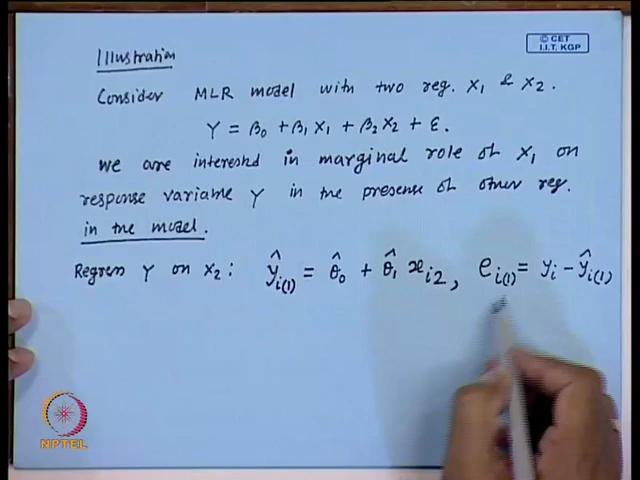 Illustration
© CET
I.I.T. KGP
Consider MLR model with two reg. X₁ & X₂.
Y = β₀ + β₁ X₁ + β₂ X₂ + ε.
We are interested in marginal role of X₁ on
response variable Y in the presense of other reg.
in the model.
Regress Y on X₂ : ŷᵢ₍₁₎ = θ̂₀ + θ̂₁ xᵢ₂, eᵢ₍₁₎ = yᵢ − ŷᵢ₍₁₎
NPTEL